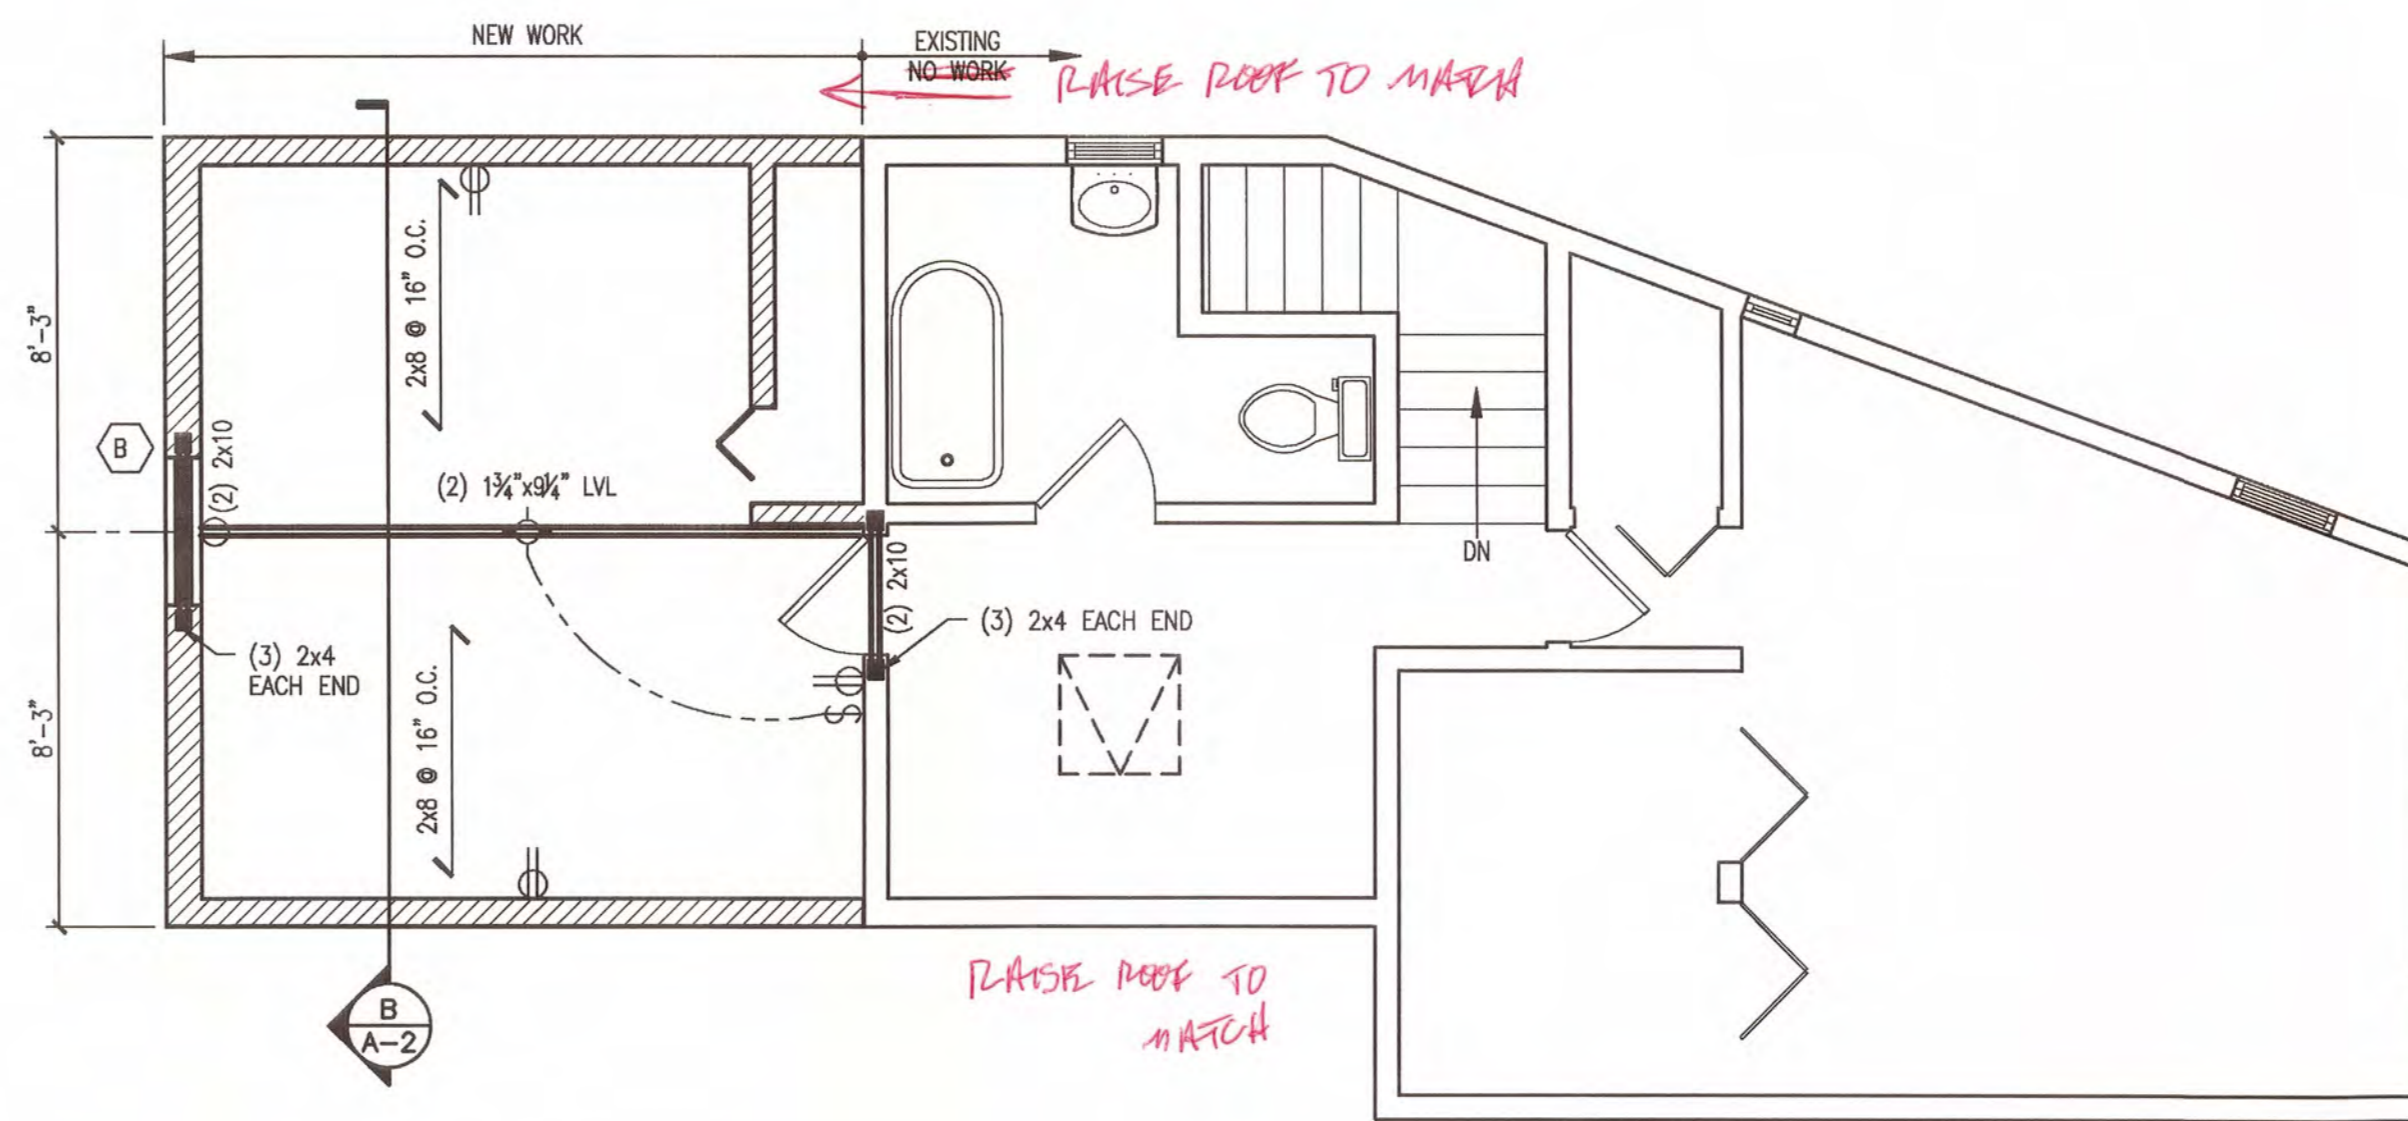 NEW WORK
EXISTING
NO WORK
RAISE ROOF TO MATCH
8'-3"
2x8 @ 16" O.C.
B
(2) 2x10
(2) 1¾"x9¼" LVL
DN
(2) 2x10
(3) 2x4 EACH END
(3) 2x4
EACH END
8'-3"
2x8 @ 16" O.C.
S
RAISE ROOF TO
MATCH
B
A-2